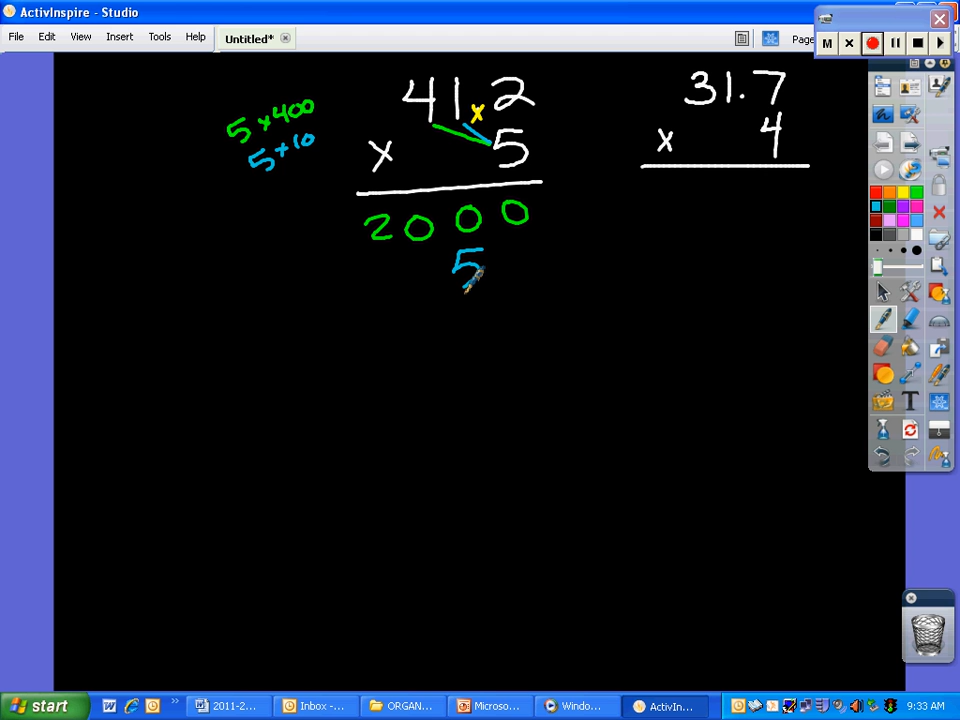 ActivInspire - Studio
File Edit View Insert Tools Help Untitled* Page
M
41x2
x 5
2000
5
5 x 400
5 x 10
31.7
x 4
T
start W 2011-2... Inbox -... ORGAN... Microso... Windo... ActivIn... 9:33 AM